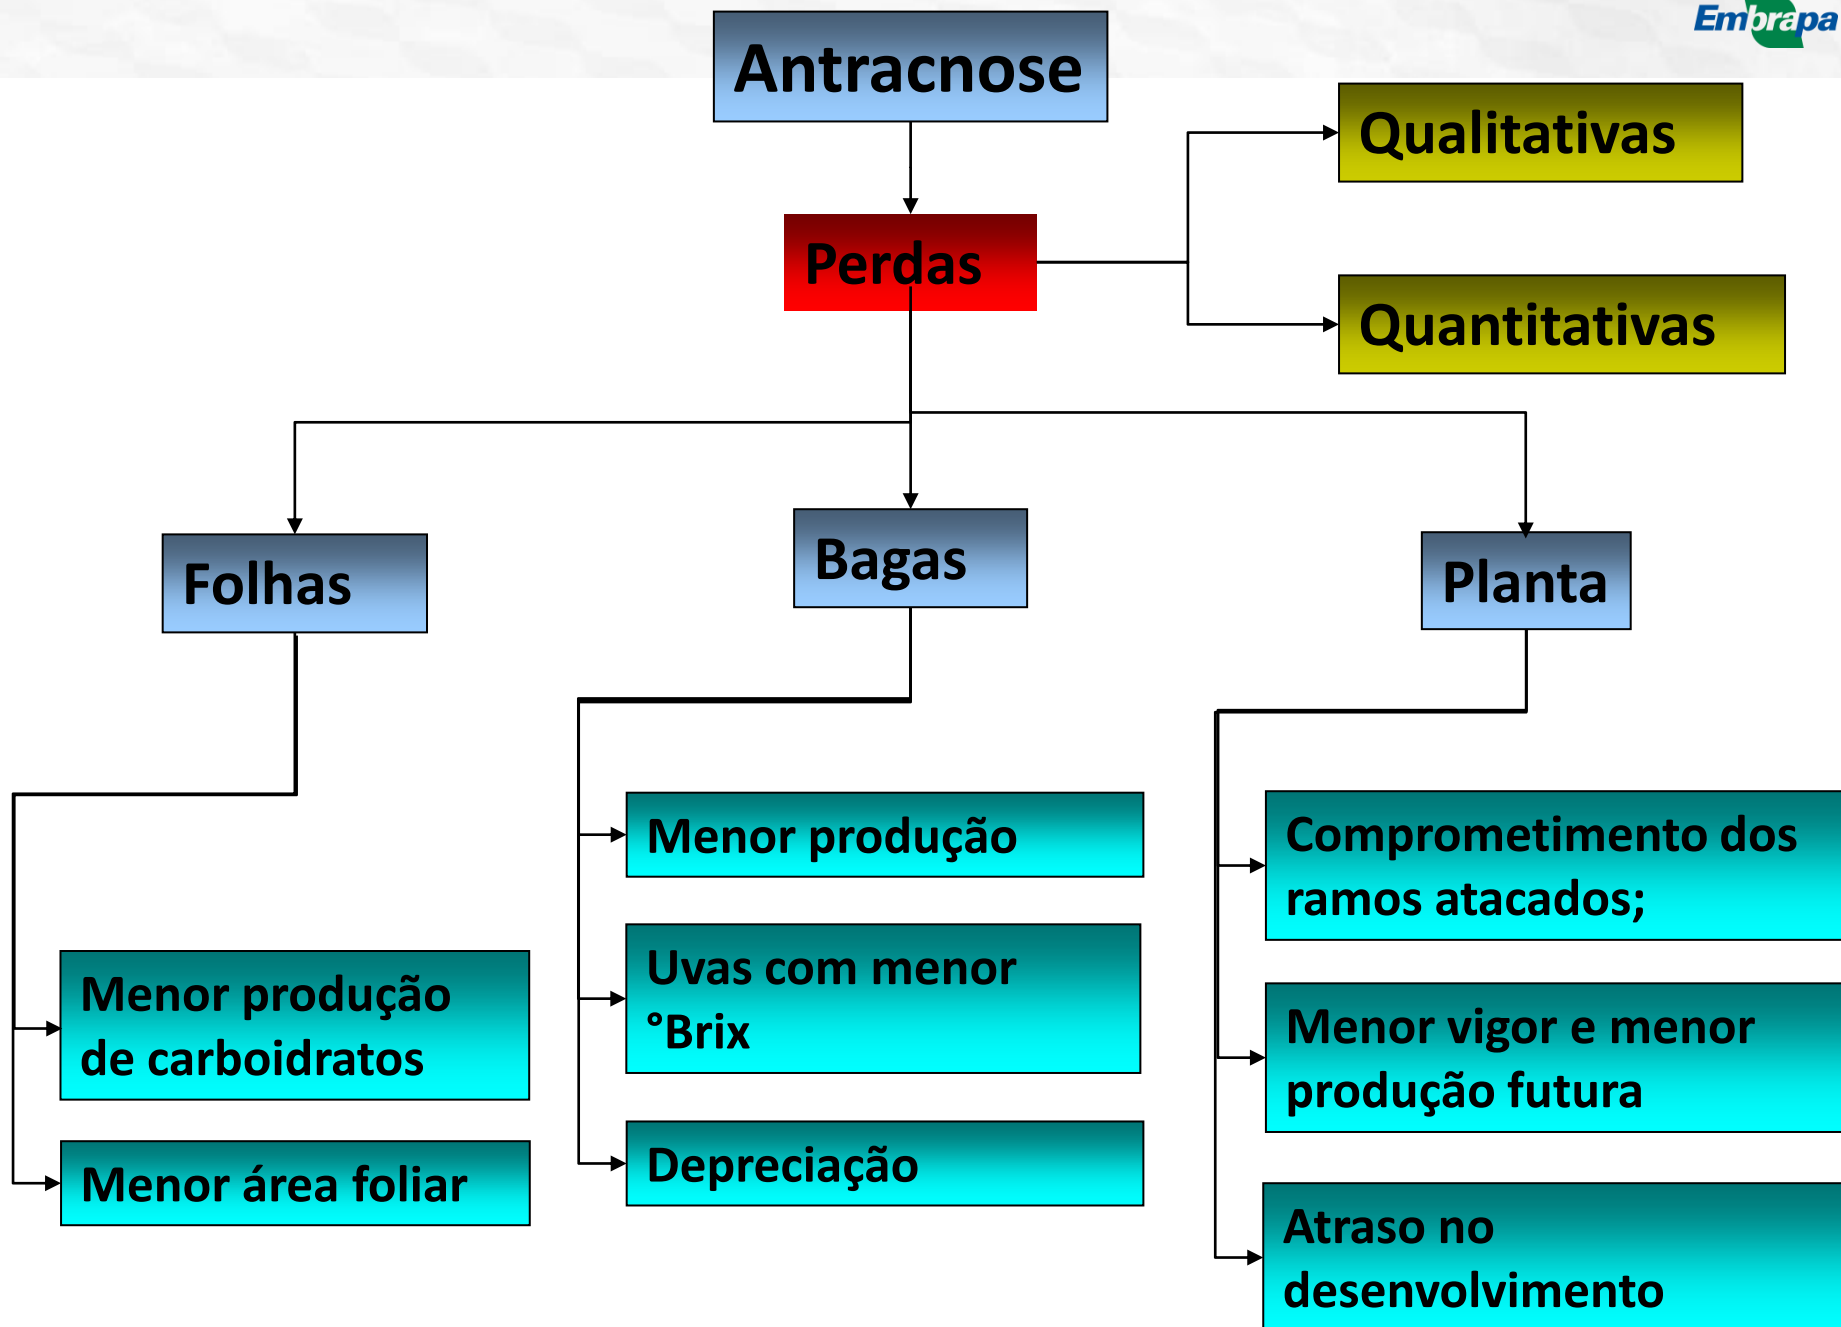 Embrapa
Antracnose
Qualitativas
Perdas
Quantitativas
Folhas
Bagas
Planta
Menor produção
de carboidratos
Menor área foliar
Menor produção
Uvas com menor
°Brix
Depreciação
Comprometimento dos
ramos atacados;
Menor vigor e menor
produção futura
Atraso no
desenvolvimento